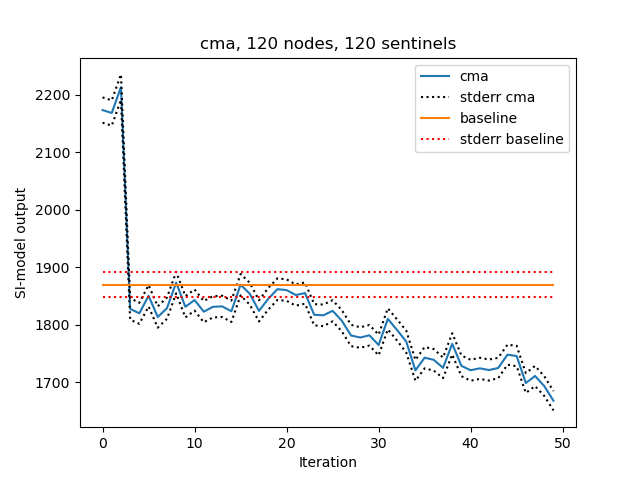 cma, 120 nodes, 120 sentinels
cma
stderr cma
baseline
stderr baseline
SI-model output
2200
2100
2000
1900
1800
1700
0 10 20 30 40 50
Iteration